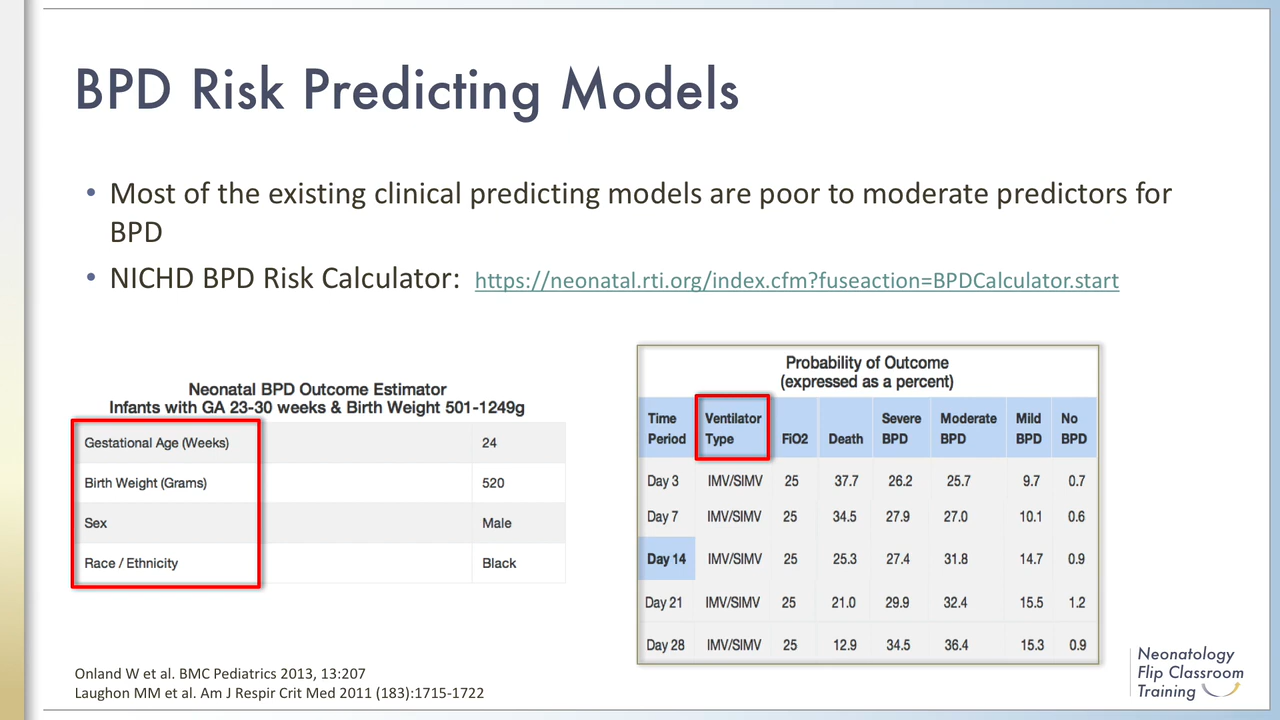 BPD Risk Predicting Models
• Most of the existing clinical predicting models are poor to moderate predictors for
BPD
• NICHD BPD Risk Calculator: https://neonatal.rti.org/index.cfm?fuseaction=BPDCalculator.start
Neonatal BPD Outcome Estimator
Infants with GA 23-30 weeks & Birth Weight 501-1249g
Gestational Age (Weeks) 24
Birth Weight (Grams) 520
Sex Male
Race / Ethnicity Black
Probability of Outcome
(expressed as a percent)
Time Period Ventilator Type FiO2 Death Severe BPD Moderate BPD Mild BPD No BPD
Day 3 IMV/SIMV 25 37.7 26.2 25.7 9.7 0.7
Day 7 IMV/SIMV 25 34.5 27.9 27.0 10.1 0.6
Day 14 IMV/SIMV 25 25.3 27.4 31.8 14.7 0.9
Day 21 IMV/SIMV 25 21.0 29.9 32.4 15.5 1.2
Day 28 IMV/SIMV 25 12.9 34.5 36.4 15.3 0.9
Onland W et al. BMC Pediatrics 2013, 13:207
Laughon MM et al. Am J Respir Crit Med 2011 (183):1715-1722
Neonatology
Flip Classroom
Training